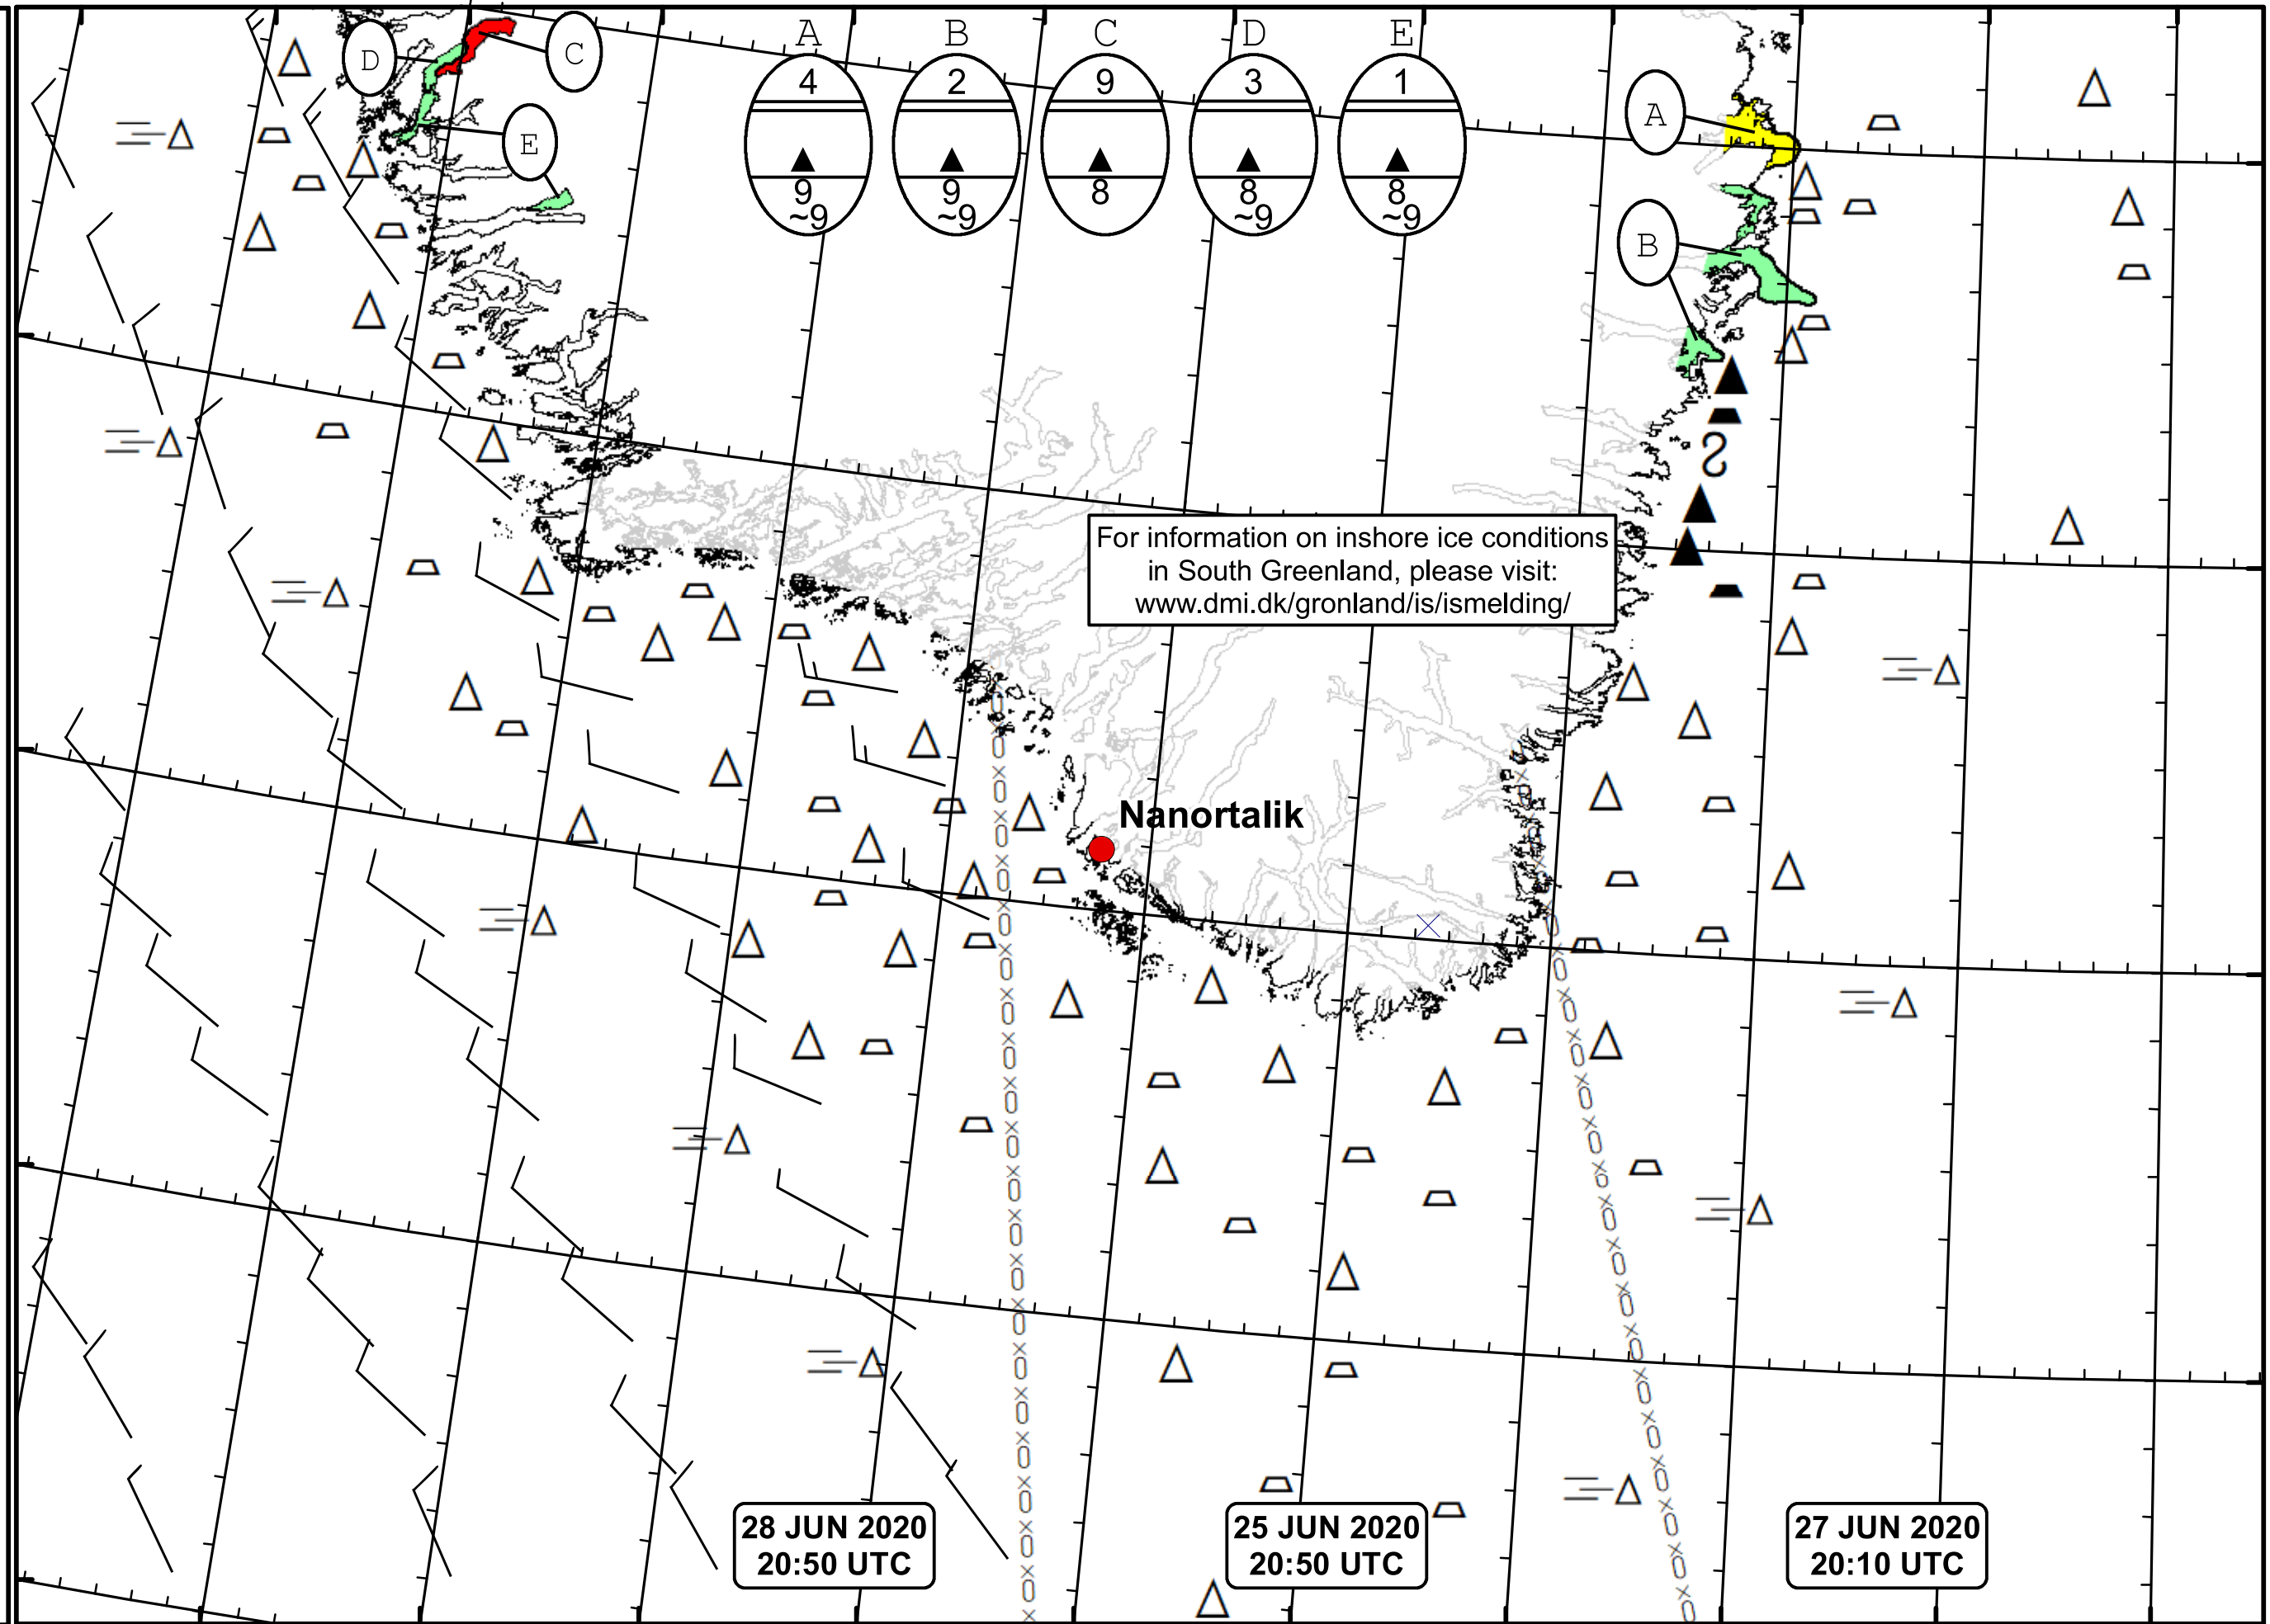 A B C D E
4 2 9 3 1
9 9 8 8 8
~9 ~9 ~9 ~9
D
C
E
A
B
For information on inshore ice conditions
in South Greenland, please visit:
www.dmi.dk/gronland/is/ismelding/
Nanortalik
28 JUN 2020
20:50 UTC
25 JUN 2020
20:50 UTC
27 JUN 2020
20:10 UTC